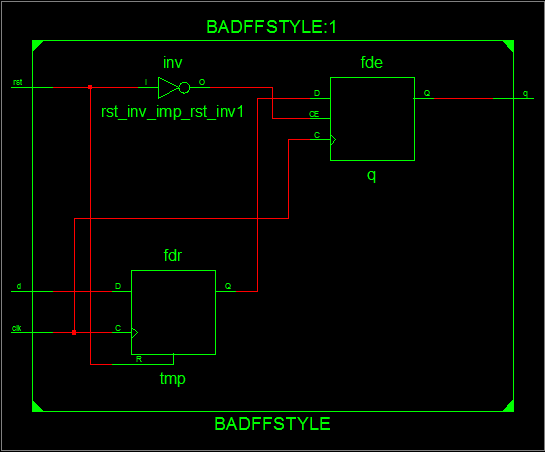 BADFFSTYLE:1
inv
fde
rst
I
O
D
Q
q
rst_inv_imp_rst_inv1
CE
C
q
fdr
d
D
Q
clk
C
R
tmp
BADFFSTYLE